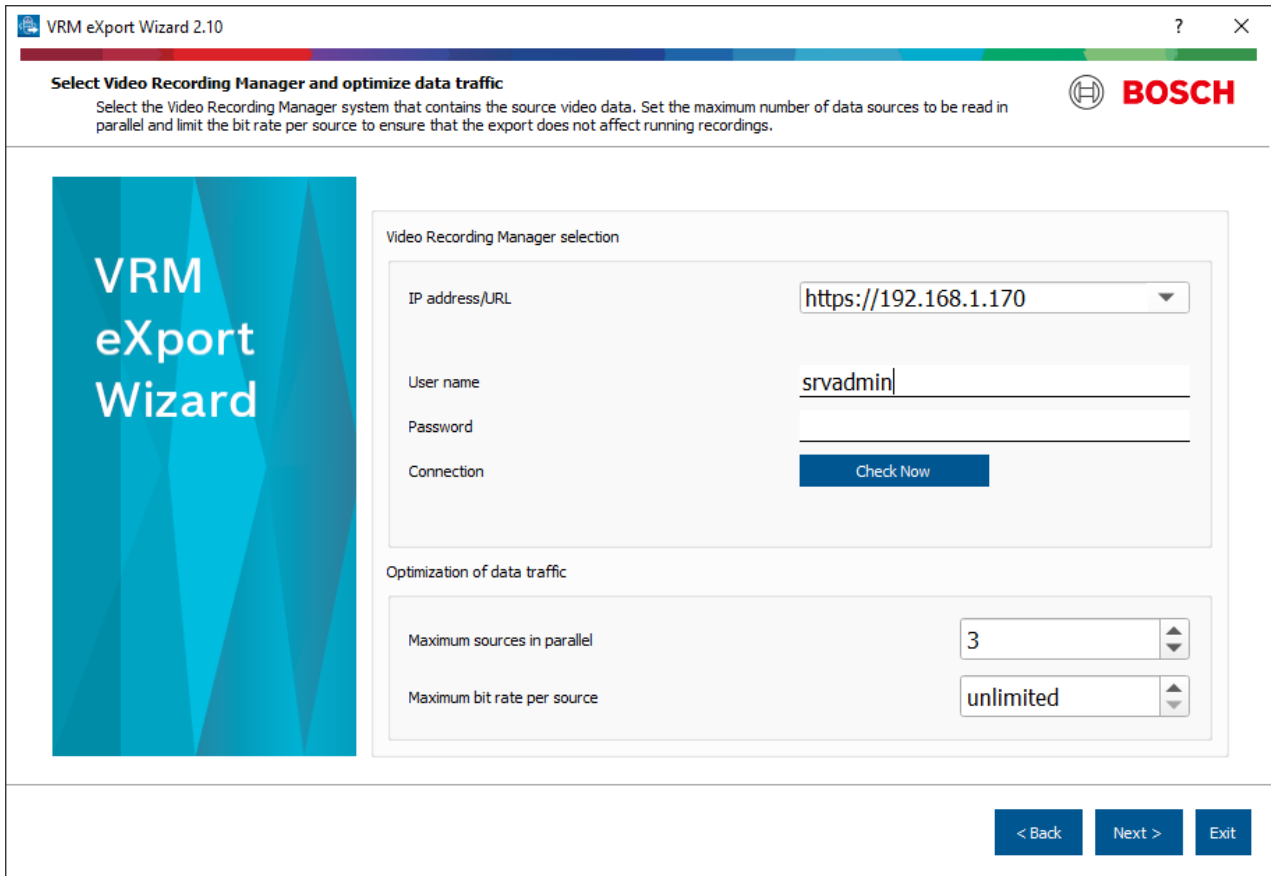 VRM eXport Wizard 2.10
?
Select Video Recording Manager and optimize data traffic
Select the Video Recording Manager system that contains the source video data. Set the maximum number of data sources to be read in
parallel and limit the bit rate per source to ensure that the export does not affect running recordings.
BOSCH
VRM
eXport
Wizard
Video Recording Manager selection
IP address/URL
https://192.168.1.170
User name
srvadmin
Password
Connection
Check Now
Optimization of data traffic
Maximum sources in parallel
3
Maximum bit rate per source
unlimited
< Back
Next >
Exit